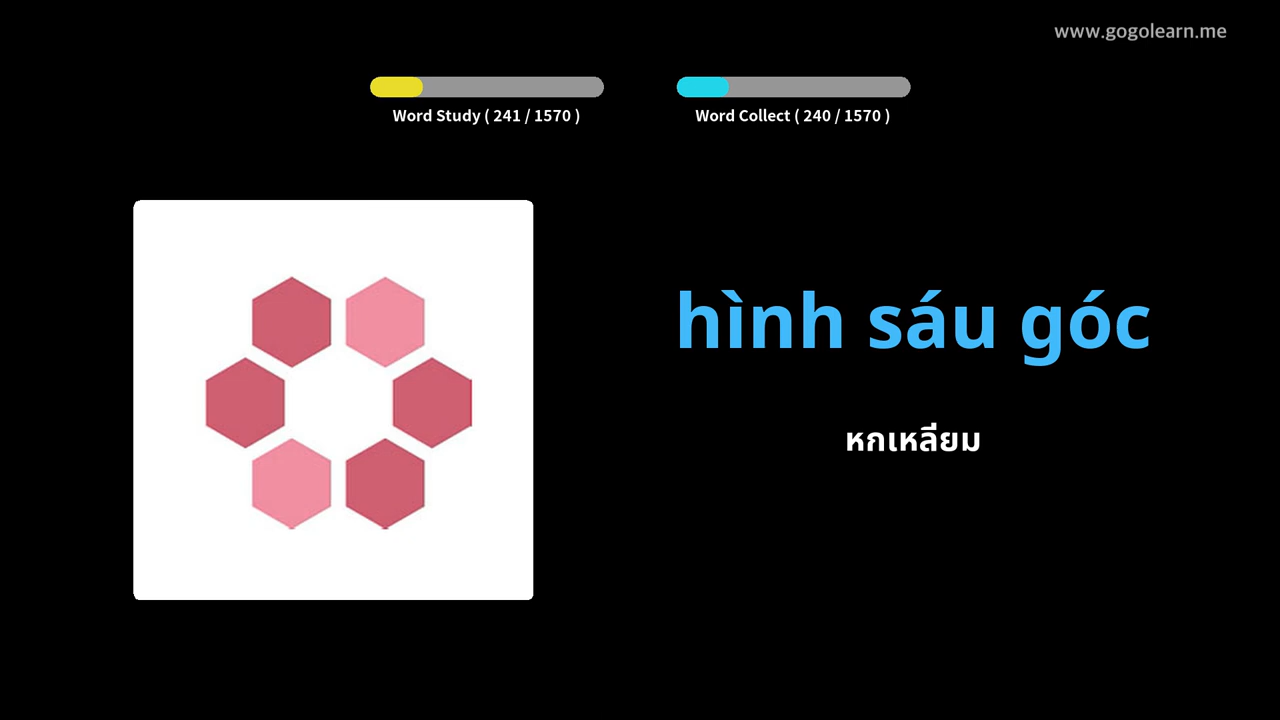 www.gogolearn.me
Word Study ( 241 / 1570 )
Word Collect ( 240 / 1570 )
hình sáu góc
หกเหลี่ยม